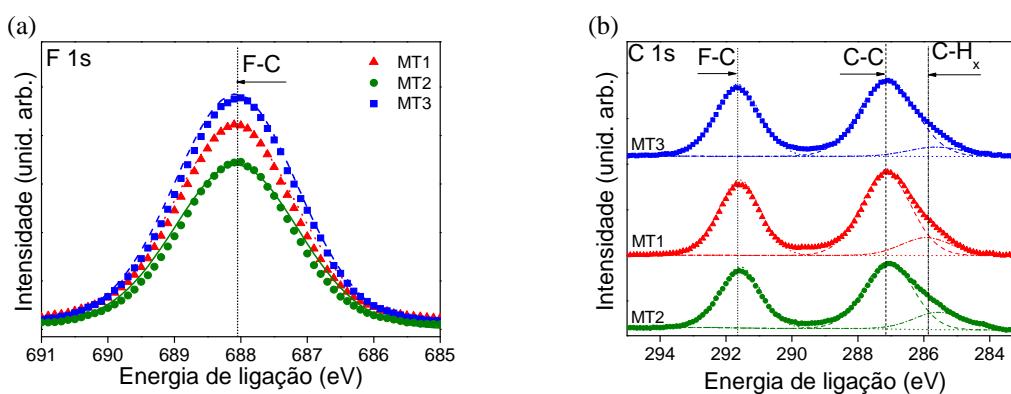 (a)
F 1s
F-C
MT1
MT2
MT3
Intensidade (unid. arb.)
691 690 689 688 687 686 685
Energia de ligação (eV)
(b)
C 1s
F-C
C-C
C-Hx
MT3
MT1
MT2
Intensidade (unid. arb.)
294 292 290 288 286 284
Energia de ligação (eV)